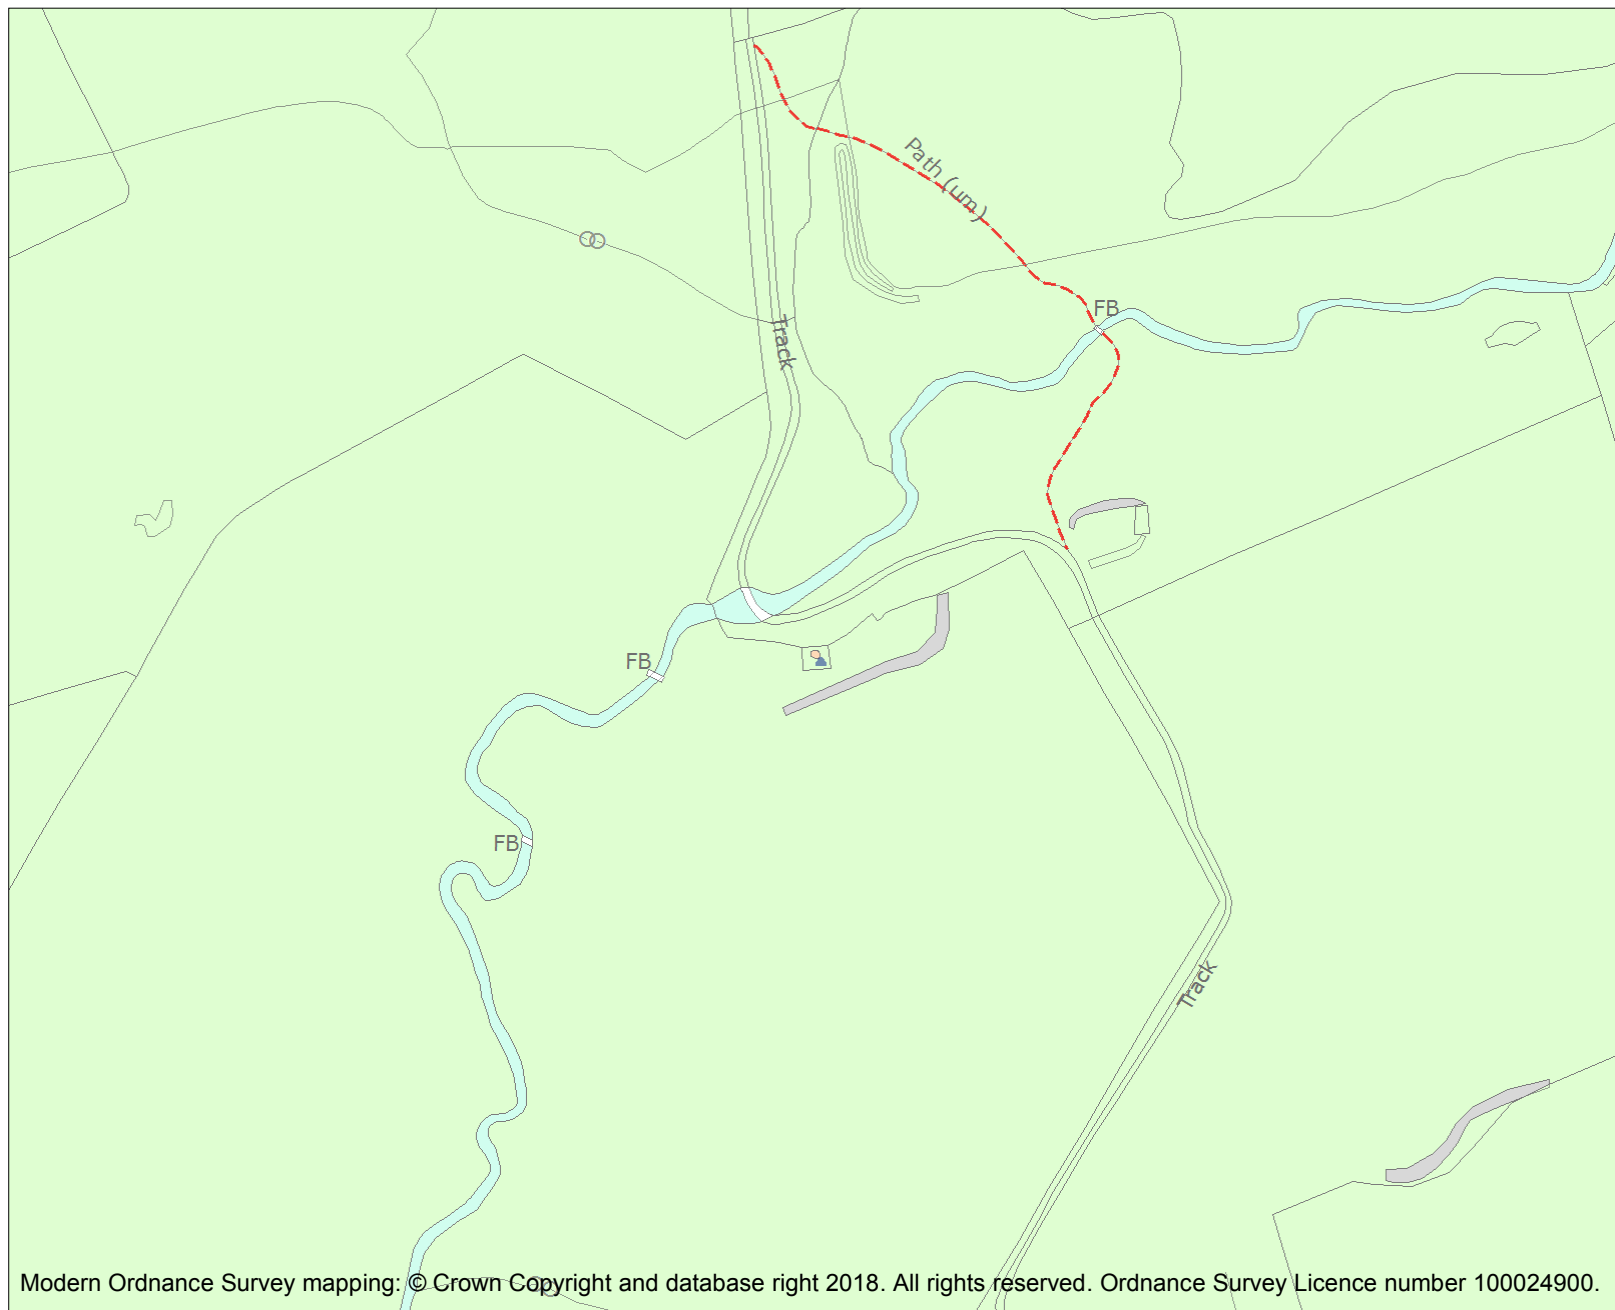 Path (um)
FB
Track
FB
FB
Track
Modern Ordnance Survey mapping: © Crown Copyright and database right 2018. All rights reserved. Ordnance Survey Licence number 100024900.